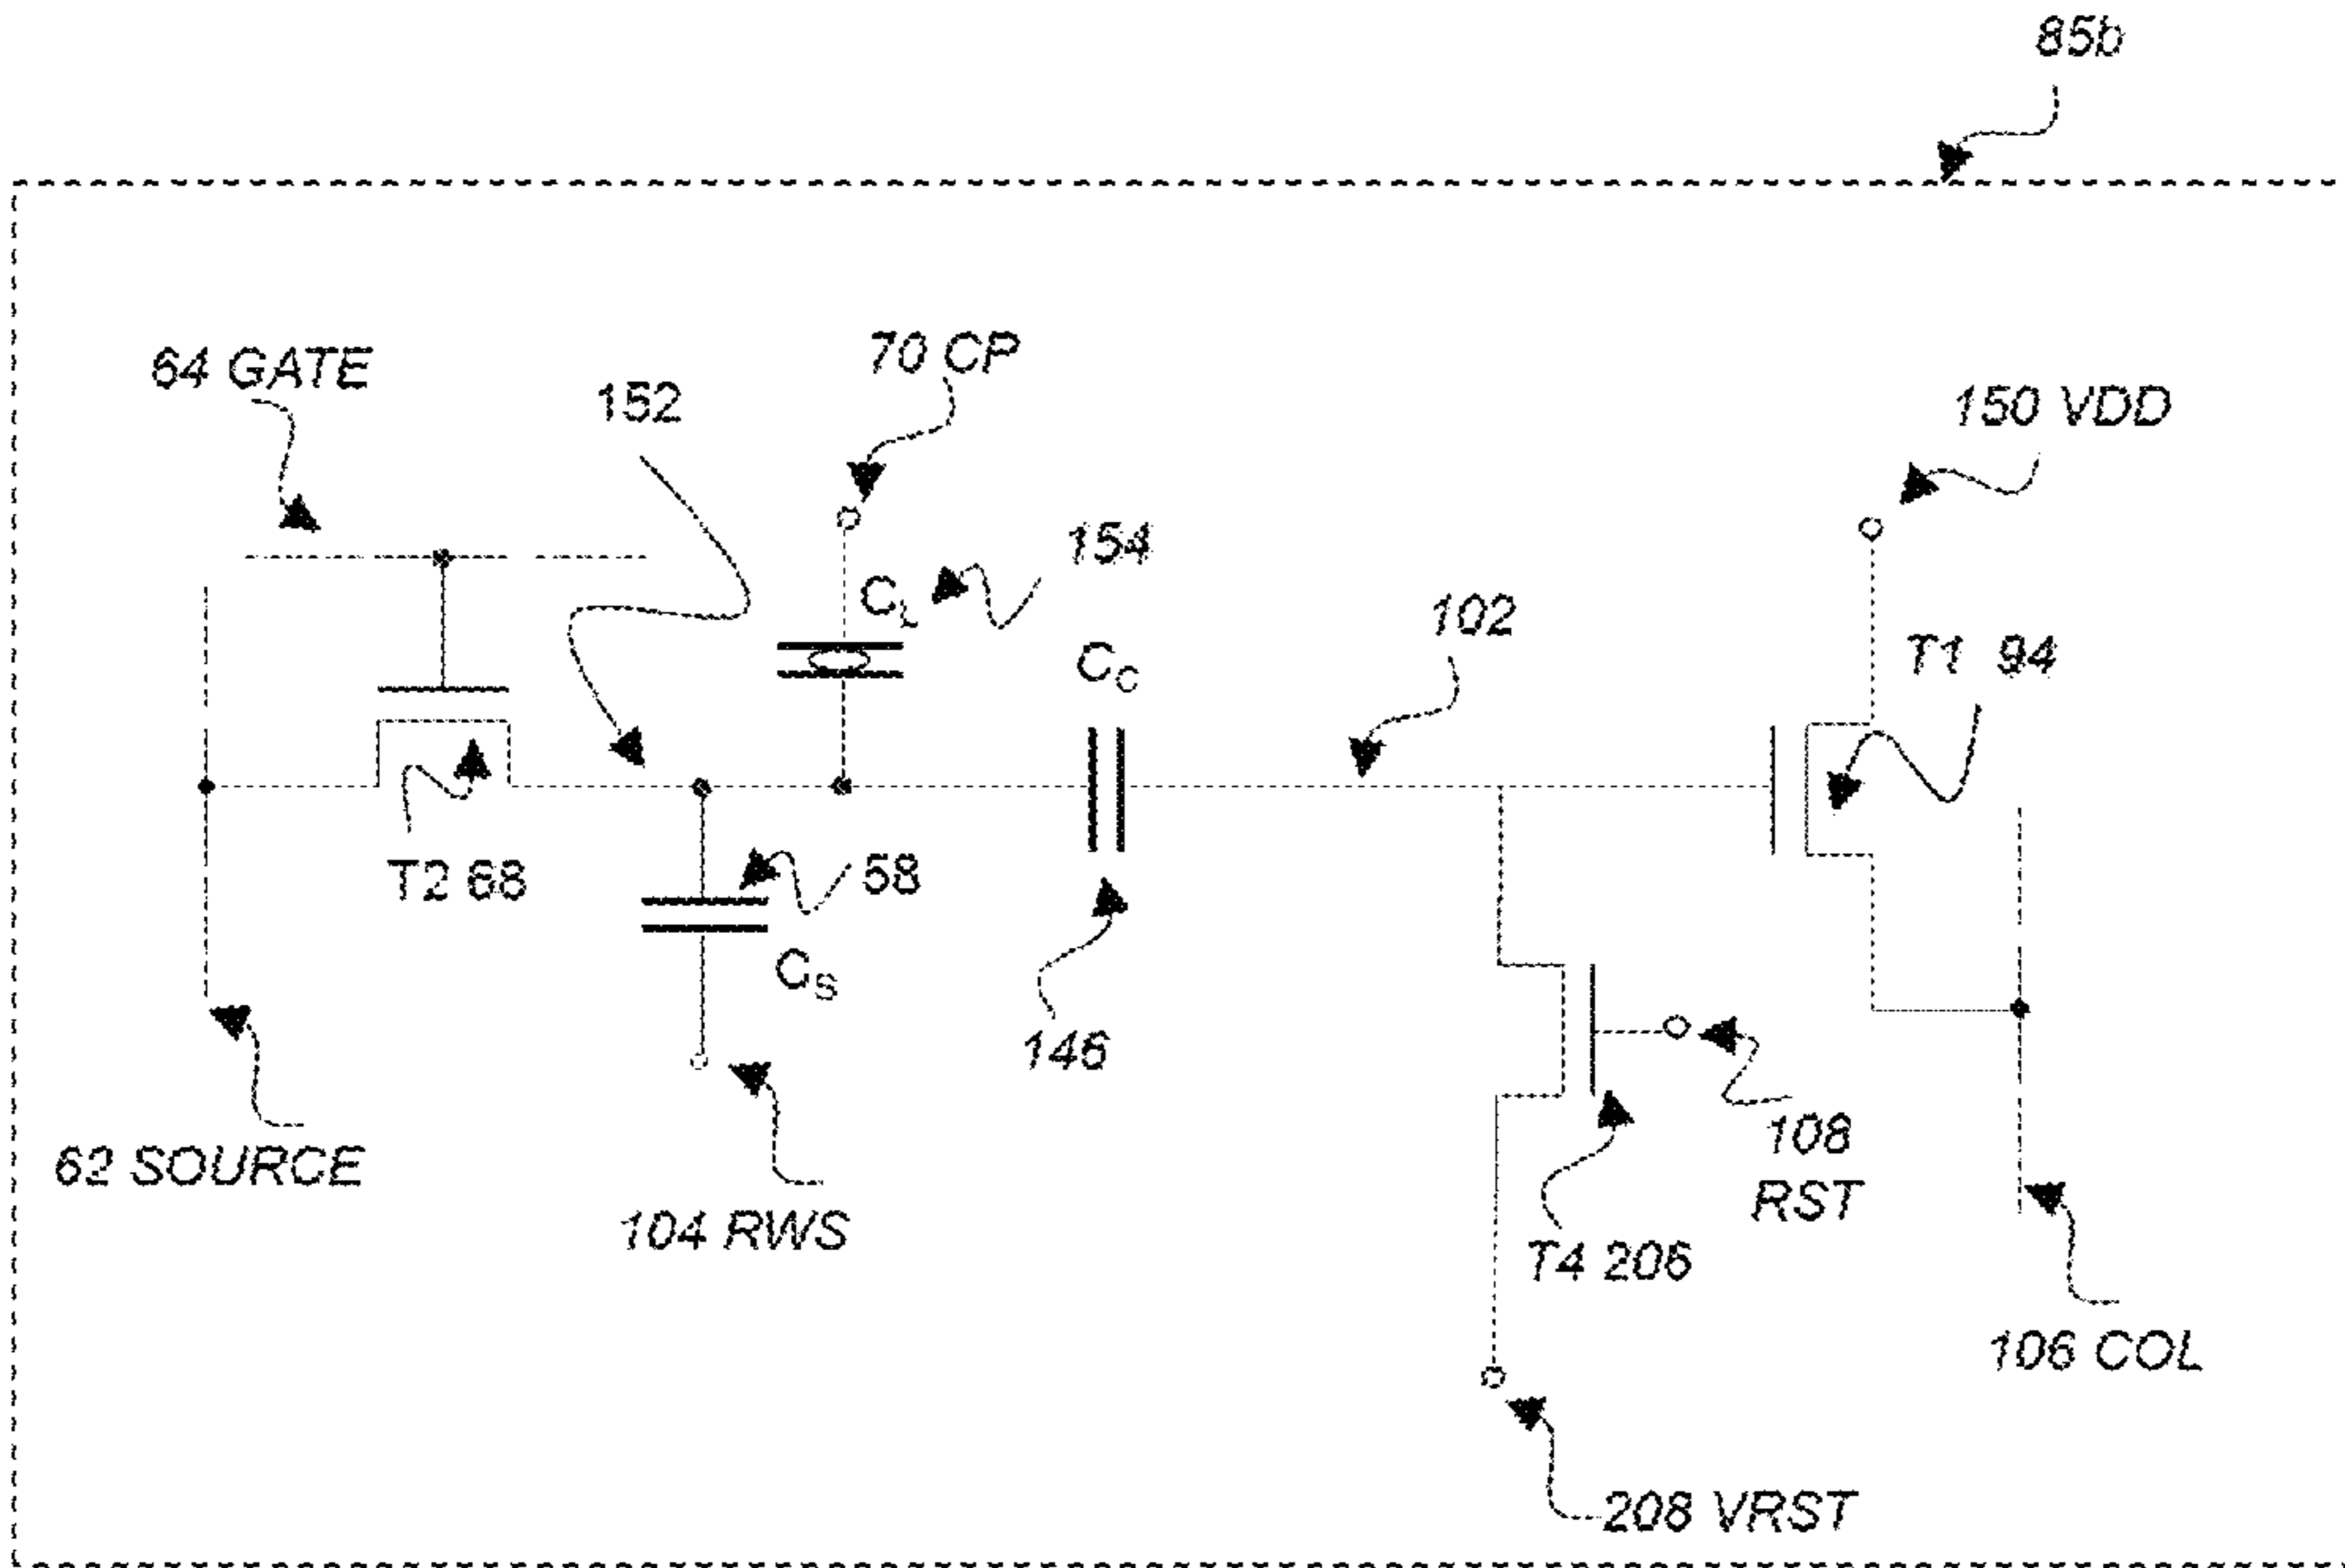 85b
64 GATE
152
70 CP
150 VDD
154
CL
102
CC
T1 94
T2 68
58
CS
146
62 SOURCE
104 RWS
108
RST
T4 206
106 COL
208 VRST